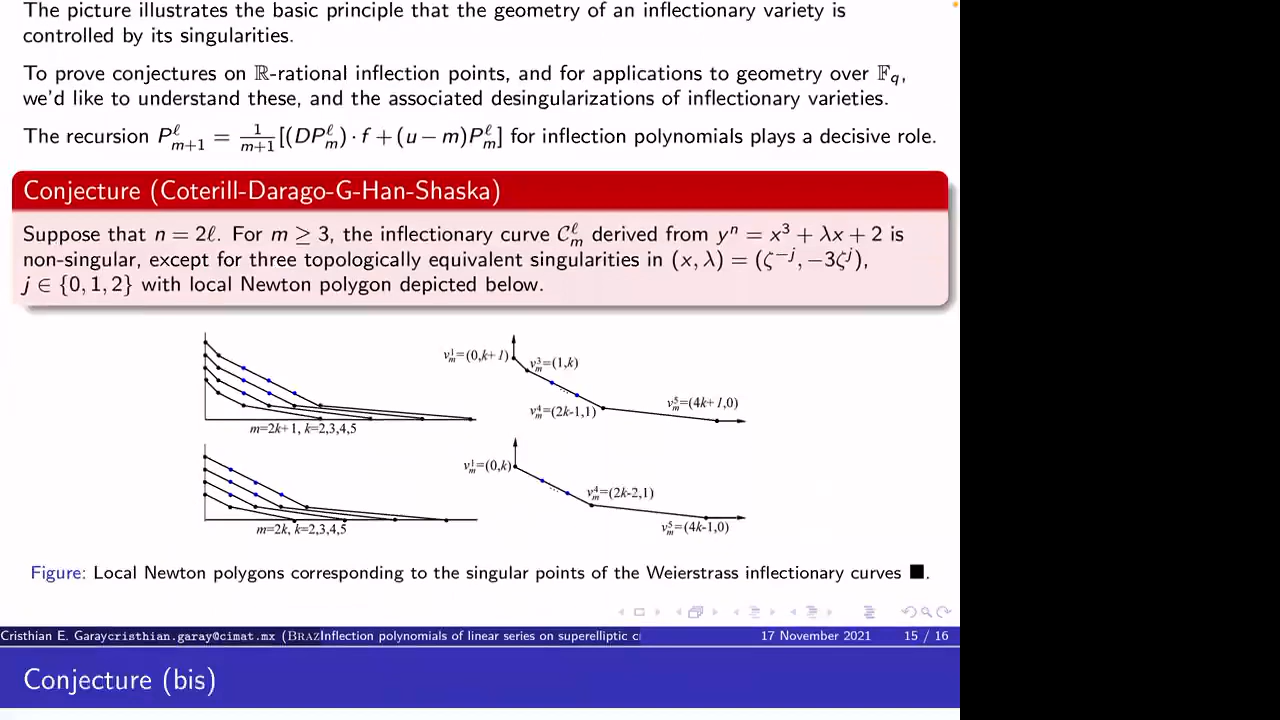 The picture illustrates the basic principle that the geometry of an inflectionary variety is
controlled by its singularities.
To prove conjectures on ℝ-rational inflection points, and for applications to geometry over 𝔽_q,
we'd like to understand these, and the associated desingularizations of inflectionary varieties.
The recursion P^ℓ_{m+1} = 1/(m+1) [(DP^ℓ_m) · f + (u − m)P^ℓ_m] for inflection polynomials plays a decisive role.
Conjecture (Coterill-Darago-G-Han-Shaska)
Suppose that n = 2ℓ. For m ≥ 3, the inflectionary curve C^ℓ_m derived from y^n = x^3 + λx + 2 is
non-singular, except for three topologically equivalent singularities in (x, λ) = (ζ^{−j}, −3ζ^j),
j ∈ {0, 1, 2} with local Newton polygon depicted below.
v^1_m=(0,k+1)
v^3_m=(1,k)
v^4_m=(2k-1,1)
v^5_m=(4k+1,0)
m=2k+1, k=2,3,4,5
v^1_m=(0,k)
v^4_m=(2k-2,1)
v^5_m=(4k-1,0)
m=2k, k=2,3,4,5
Figure: Local Newton polygons corresponding to the singular points of the Weierstrass inflectionary curves ■.
Cristhian E. Garaycristhian.garay@cimat.mx (BRAZInflection polynomials of linear series on superelliptic c 17 November 2021 15 / 16
Conjecture (bis)